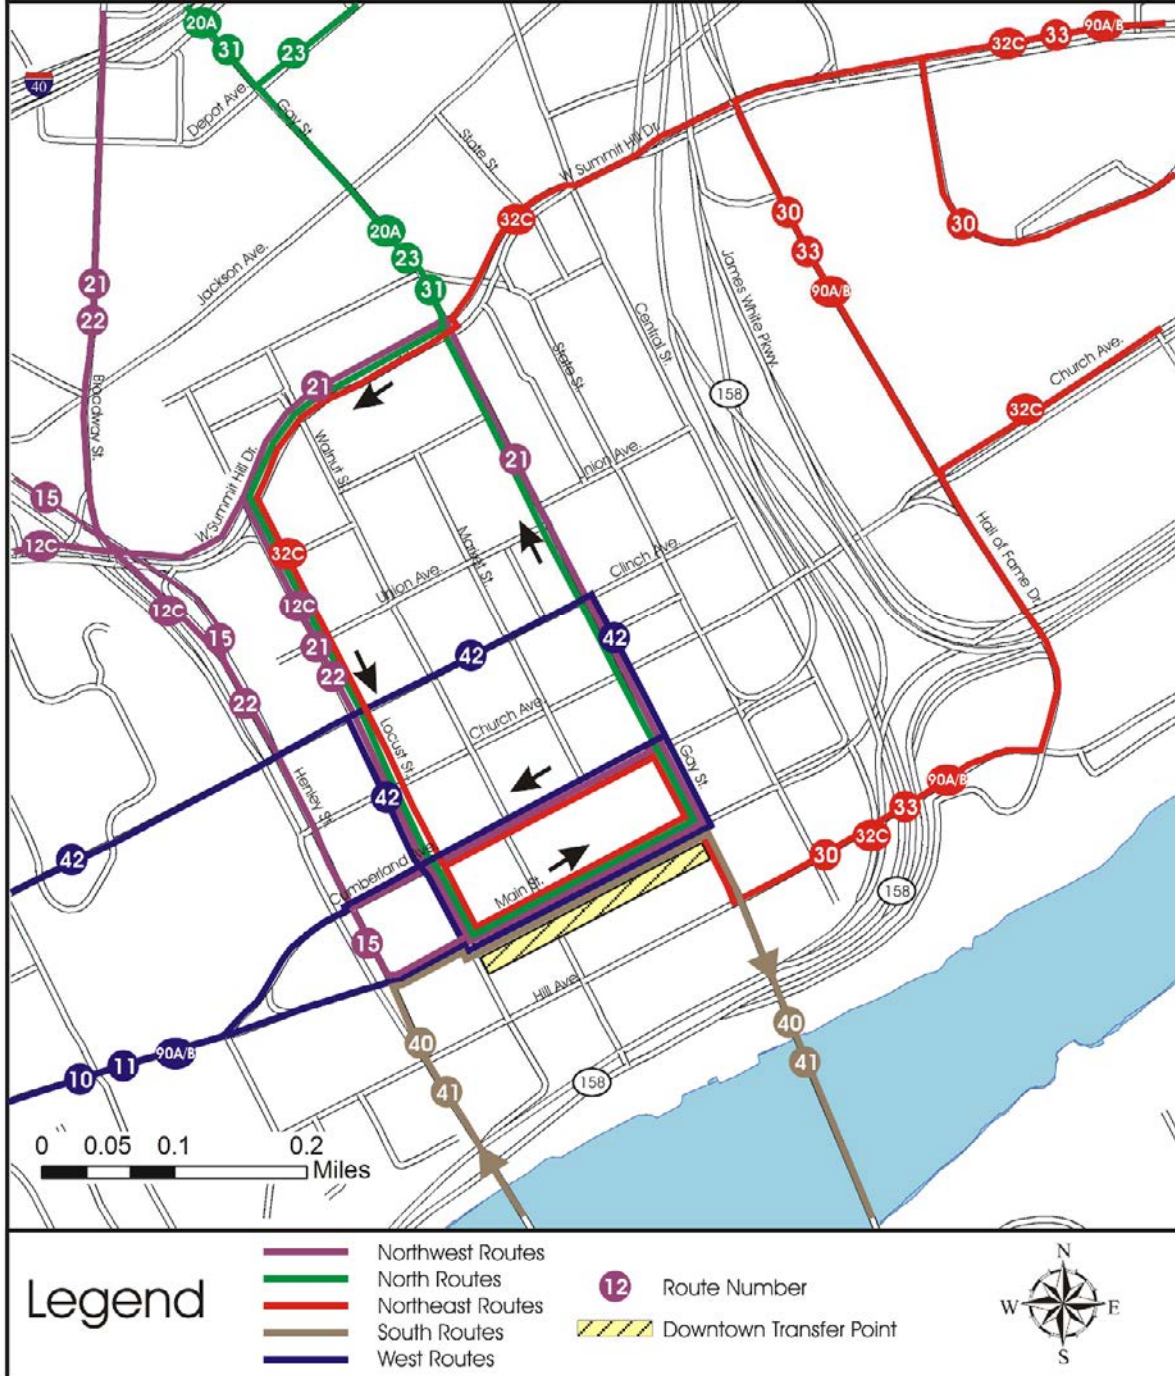 20A
31
23
40
Depot Ave.
Gay St.
State St.
W Summit Hill Dr.
32C
33
90A/B
30
30
33
90A/B
32C
20A
23
31
21
22
Jackson Ave.
Broadway St.
James White Pkwy.
Central St.
State St.
158
Church Ave.
32C
21
Walnut St.
W Summit Hill Dr.
21
Union Ave.
15
12C
12C
15
22
32C
12C
21
22
Union Ave.
Market St.
Clinch Ave.
Hall of Fame Dr.
42
42
42
42
Locust St.
Church Ave.
Gay St.
Henley St.
Cumberland Ave.
Main St.
30
32C
33
90A/B
158
15
Hill Ave.
10
11
90A/B
40
41
40
41
158
0 0.05 0.1 0.2
Miles
Legend
Northwest Routes
North Routes
Northeast Routes
South Routes
West Routes
12 Route Number
Downtown Transfer Point
N
W E
S